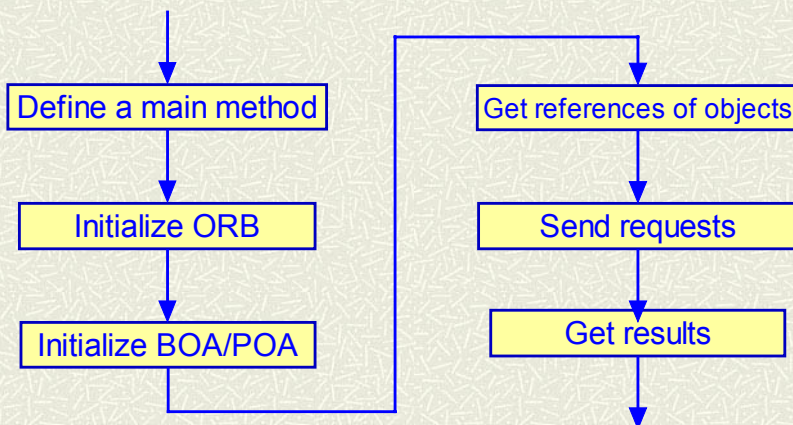 Define a main method
Initialize ORB
Initialize BOA/POA
Get references of objects
Send requests
Get results